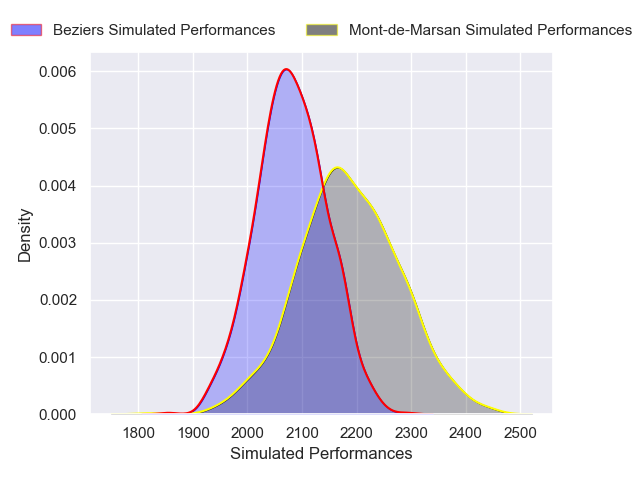 Beziers Simulated Performances
Mont-de-Marsan Simulated Performances
0.006
0.005
0.004
0.003
0.002
0.001
0.000
Density
1800 1900 2000 2100 2200 2300 2400 2500
Simulated Performances